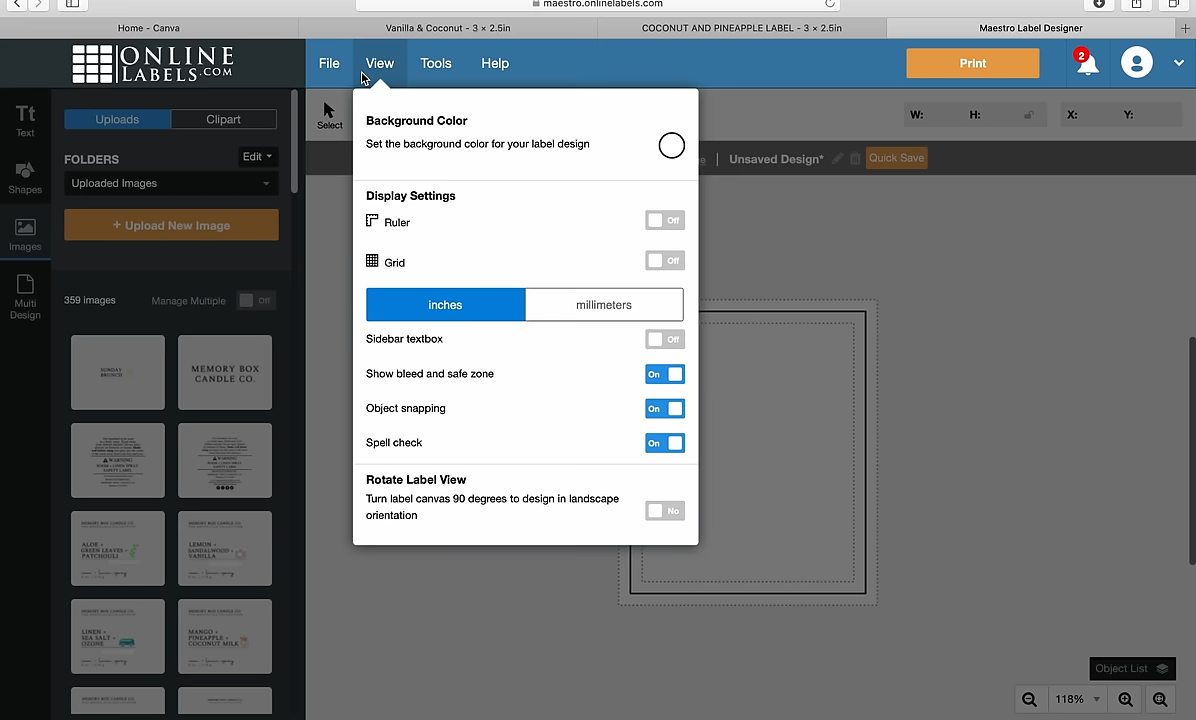 maestro.onlinelabels.com
Home - Canva
Vanilla & Coconut - 3 × 2.5in
COCONUT AND PINEAPPLE LABEL - 3 × 2.5in
Maestro Label Designer
ONLINE
LABELS.COM
File
View
Tools
Help
Print
2
Tt
Text
Shapes
Images
Multi
Design
Uploads
Clipart
FOLDERS
Edit
Uploaded Images
+ Upload New Image
359 images
Manage Multiple
Off
SUNDAY
BRUNCH
MEMORY BOX
CANDLE CO.
WARNING
WARNING
MEMORY BOX CANDLE CO.
ALOE +
GREEN LEAVES +
PATCHOULI
MEMORY BOX CANDLE CO.
LEMON +
SANDALWOOD +
VANILLA
MEMORY BOX CANDLE CO.
LINEN +
SEA SALT +
OZONE
MEMORY BOX CANDLE CO.
MANGO +
PINEAPPLE +
COCONUT MILK
MEMORY BOX CANDLE CO.
Select
W:
H:
X:
Y:
Unsaved Design*
Quick Save
Background Color
Set the background color for your label design
Display Settings
Ruler
Off
Grid
Off
inches
millimeters
Sidebar textbox
Off
Show bleed and safe zone
On
Object snapping
On
Spell check
On
Rotate Label View
Turn label canvas 90 degrees to design in landscape
orientation
No
Object List
118%